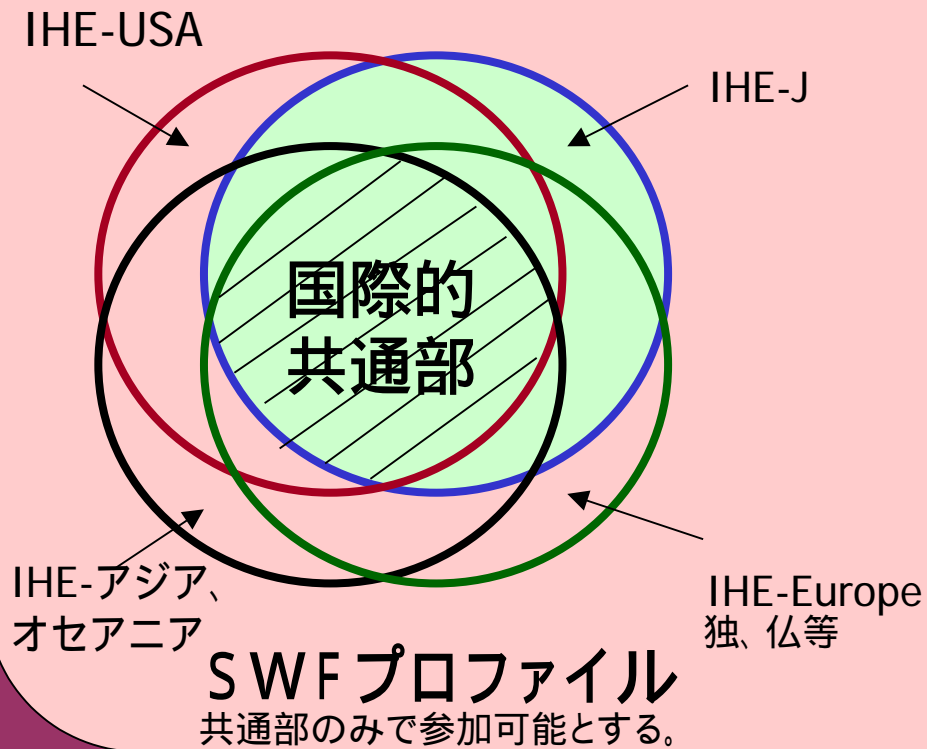 IHE-USA
IHE-J
国際的
共通部
IHE-アジア、
オセアニア
IHE-Europe
独、仏等
ＳＷＦプロファイル
共通部のみで参加可能とする。